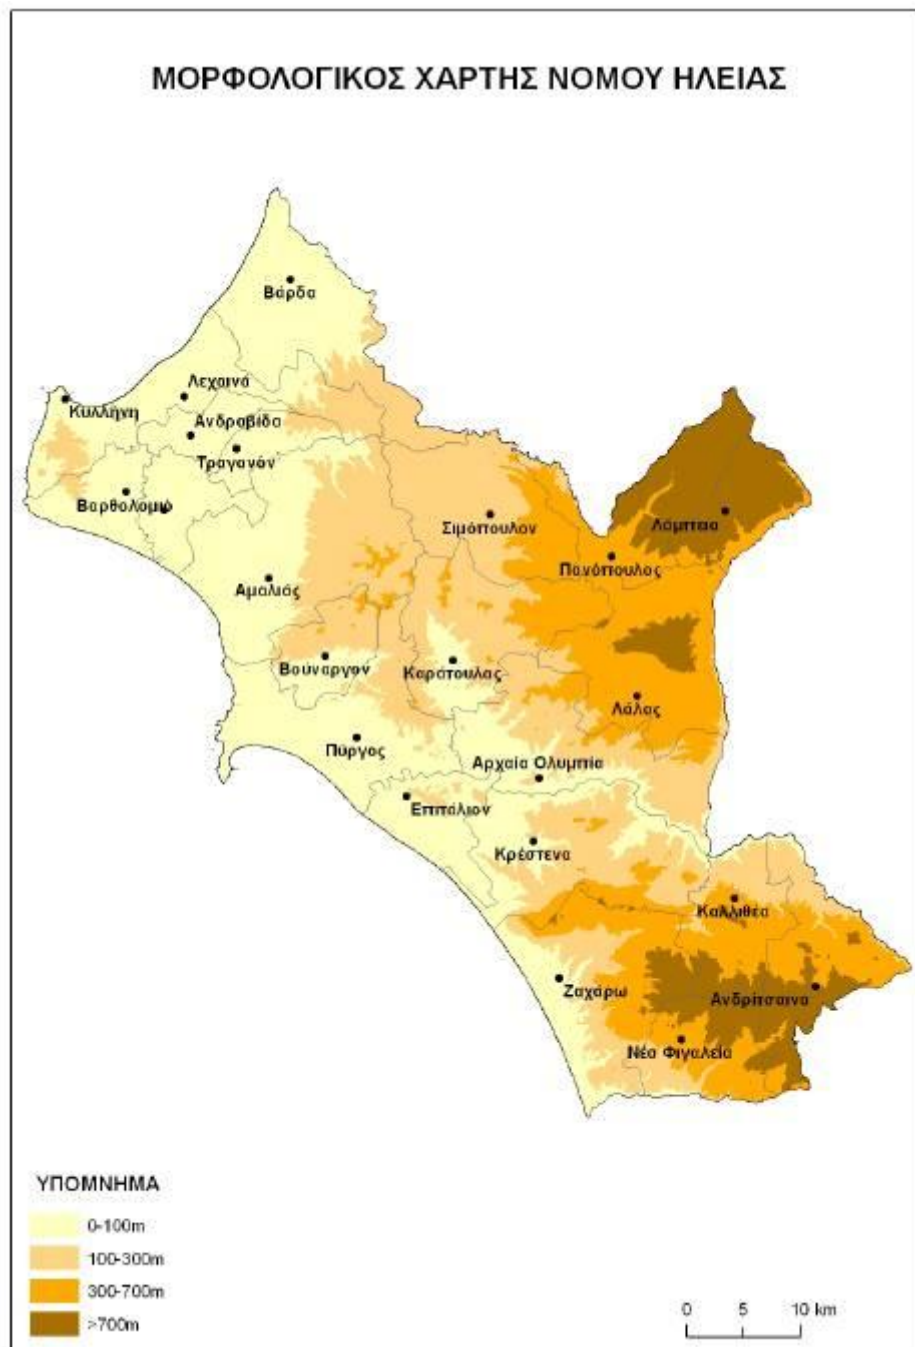 ΜΟΡΦΟΛΟΓΙΚΟΣ ΧΑΡΤΗΣ ΝΟΜΟΥ ΗΛΕΙΑΣ
Βάρδα
Λεχαινά
Κυλλήνη
Ανδραβίδα
Τραγανόν
Βαρθολομιό
Σιμόπουλον
Λάμπεια
Πανόπουλος
Αμαλιάς
Βούναργον
Καράτουλας
Λάλας
Πύργος
Αρχαία Ολυμπία
Επιτάλιον
Κρέστενα
Καλλιθέα
Ζαχάρω
Ανδρίτσαινα
Νέα Φιγαλεία
ΥΠΟΜΝΗΜΑ
0-100m
100-300m
300-700m
>700m
0 5 10 km